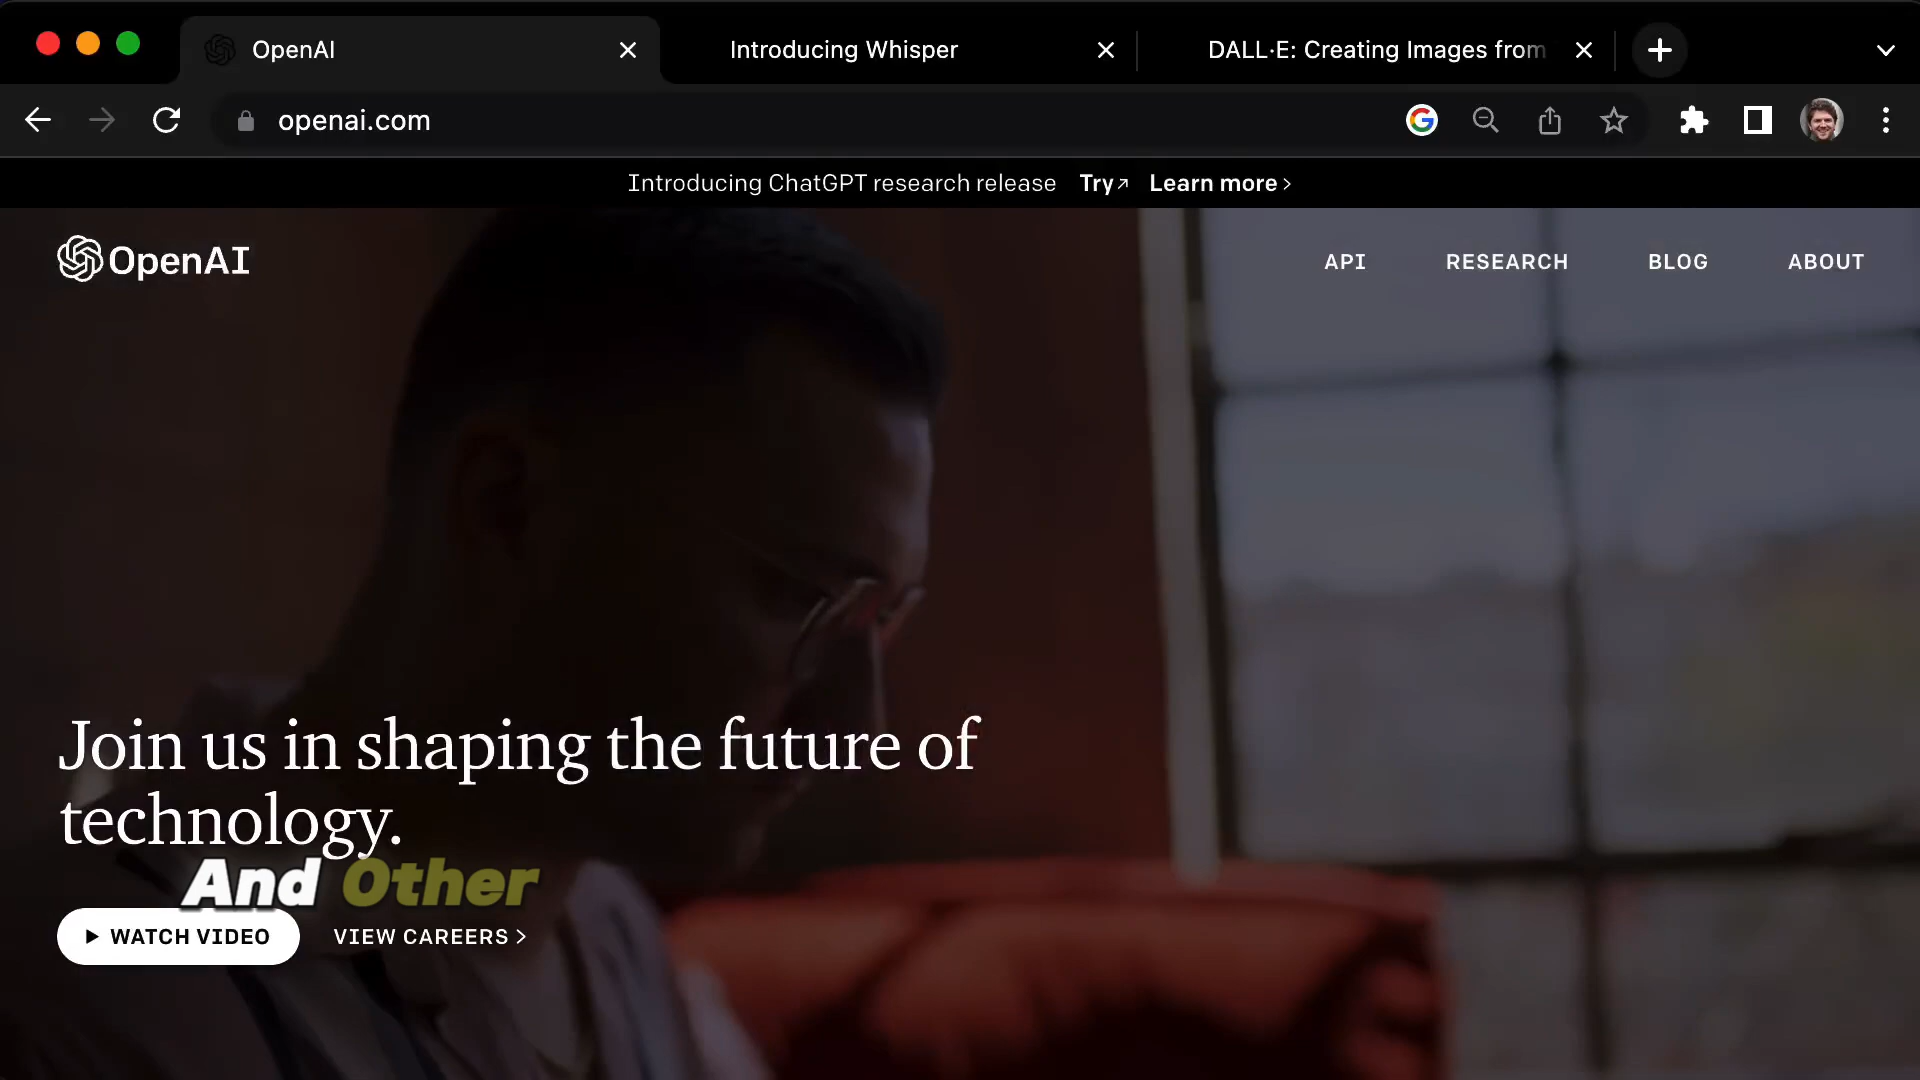 OpenAI
Introducing Whisper
DALL·E: Creating Images from
openai.com
Introducing ChatGPT research release Try↗ Learn more >
OpenAI
API RESEARCH BLOG ABOUT
Join us in shaping the future of
technology.
And Other
WATCH VIDEO VIEW CAREERS >